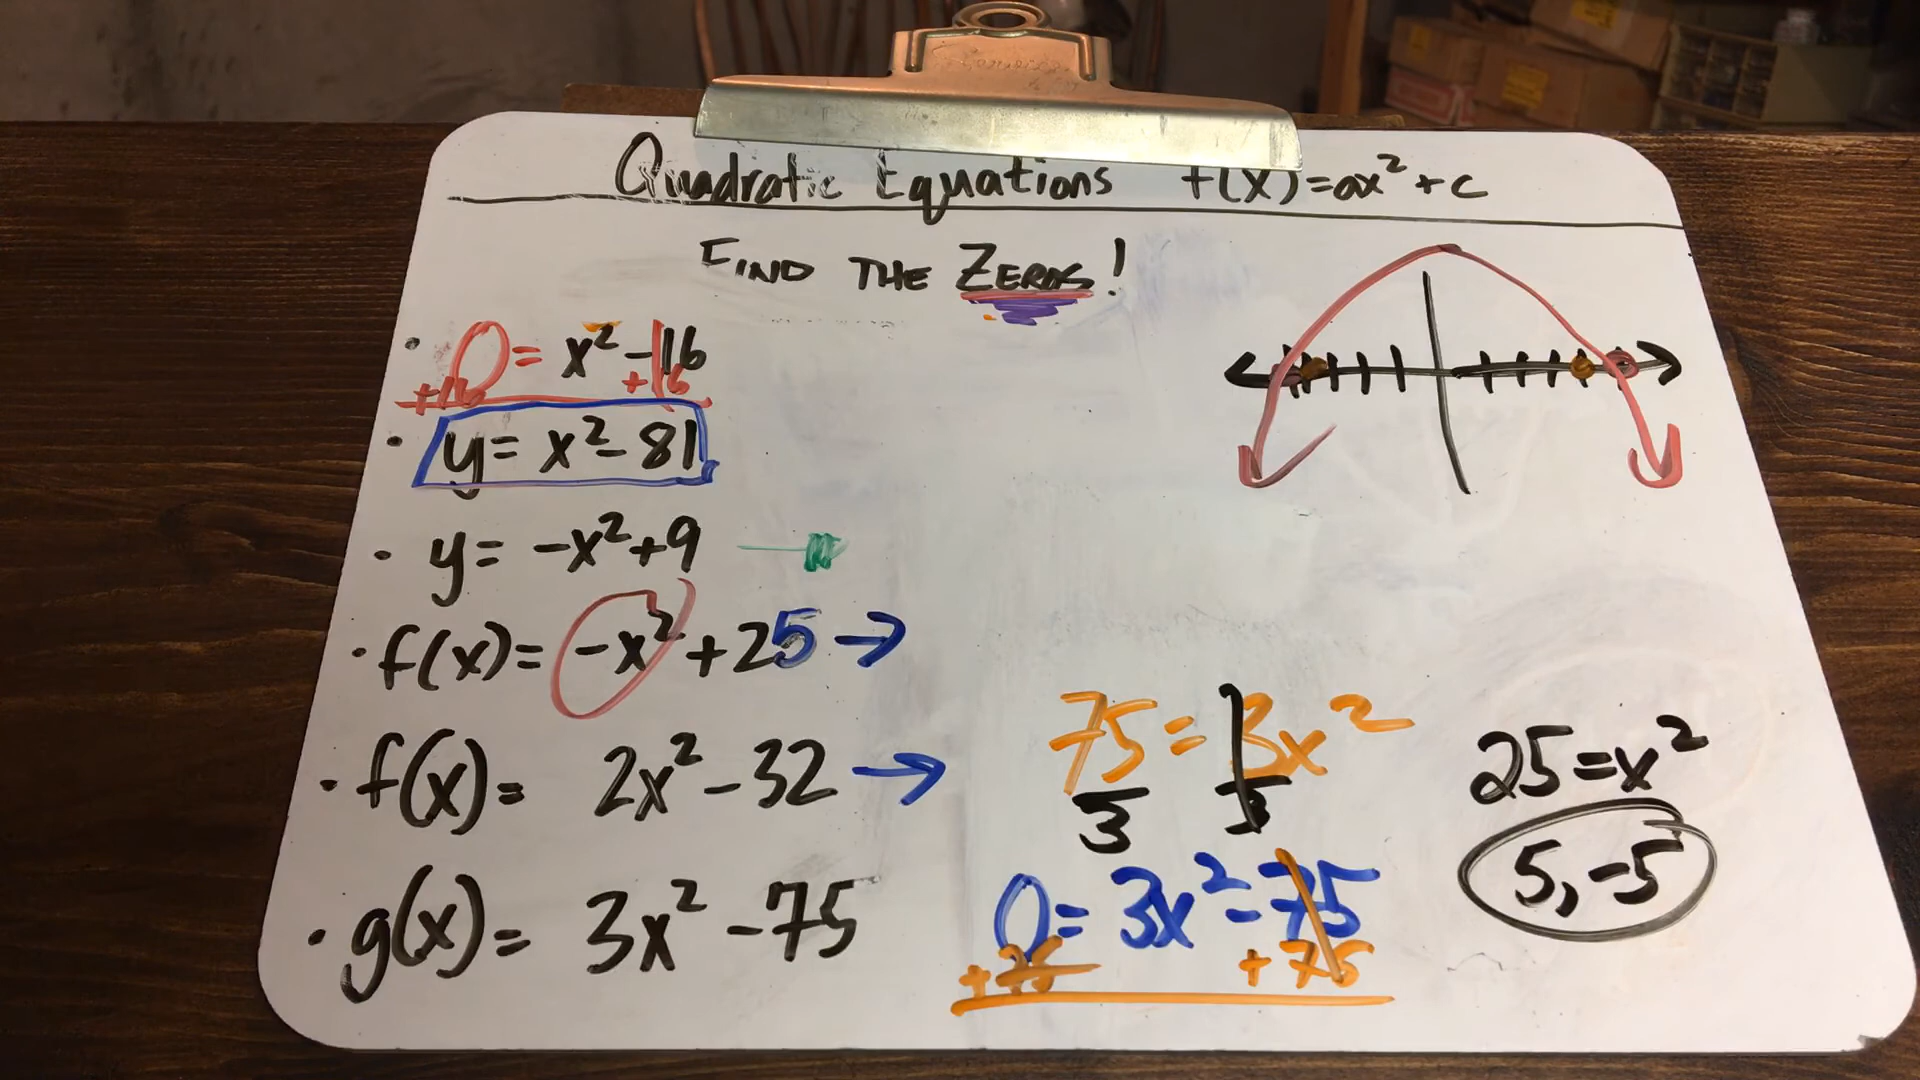 Quadratic Equations f(x)=ax²+c
FIND THE ZEROS!
• 0= x²-16
+16 +16
• y= x²-81
• y= -x²+9
• f(x)= -x²+25 →
• f(x)= 2x²-32 →
• g(x)= 3x²-75
75=3x²
3 3
0=3x²-75
+75 +75
25=x²
5,-5